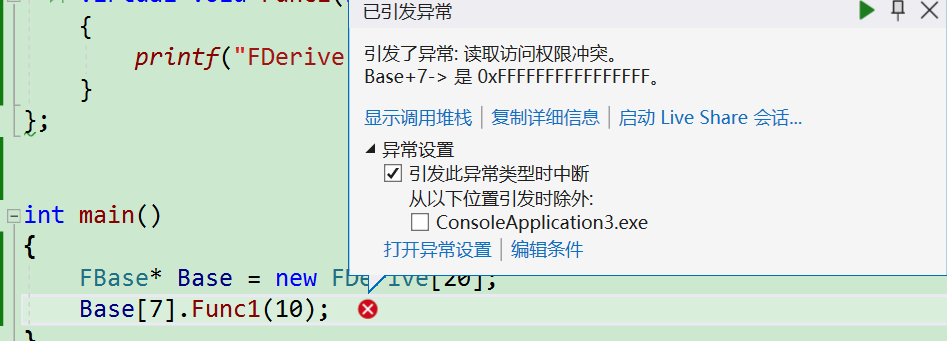 已引发异常
{
printf("FDerive
}
};
引发了异常: 读取访问权限冲突。
Base+7-> 是 0xFFFFFFFFFFFFFFFF。
显示调用堆栈 | 复制详细信息 | 启动 Live Share 会话...
异常设置
引发此异常类型时中断
从以下位置引发时除外:
ConsoleApplication3.exe
打开异常设置 | 编辑条件
int main()
{
FBase* Base = new FDerive[20];
Base[7].Func1(10);